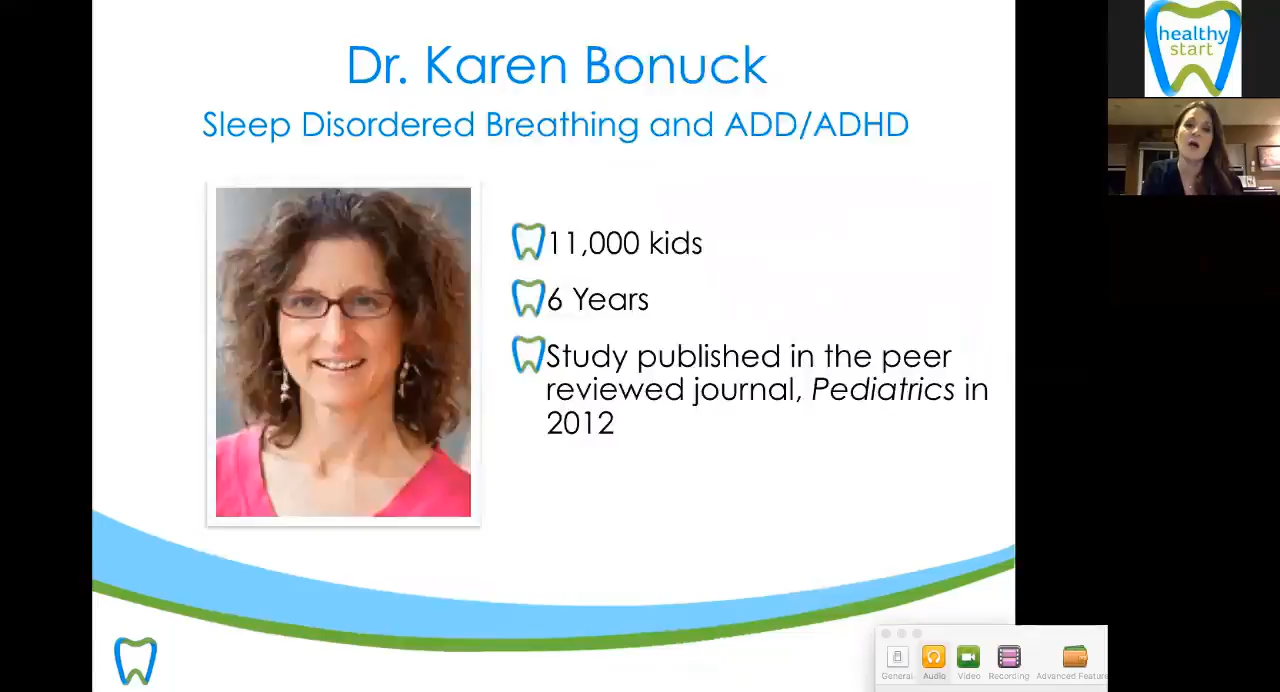 Dr. Karen Bonuck
Sleep Disordered Breathing and ADD/ADHD
11,000 kids
6 Years
Study published in the peer
reviewed journal, Pediatrics in
2012
healthy
start
General
Audio
Video
Recording
Advanced Feature